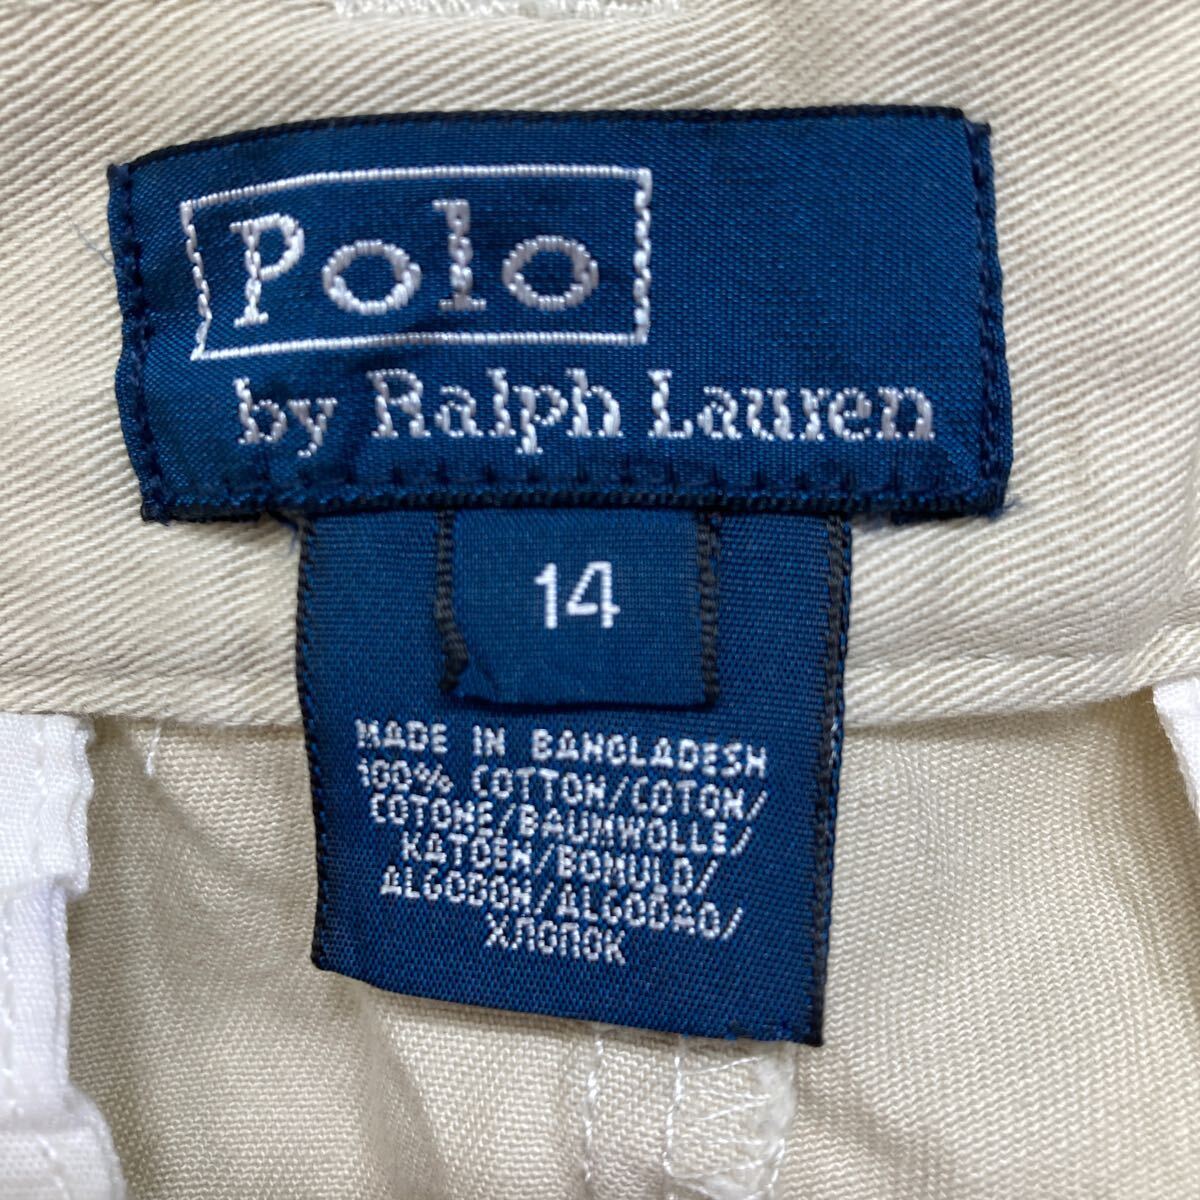 Polo
by Ralph Lauren
14
MADE IN BANGLADESH
100% COTTON/COTON/
COTONE/BAUMWOLLE/
KATOEN/BOMULD/
ALGODON/ALGODAO/
ХЛОПОК